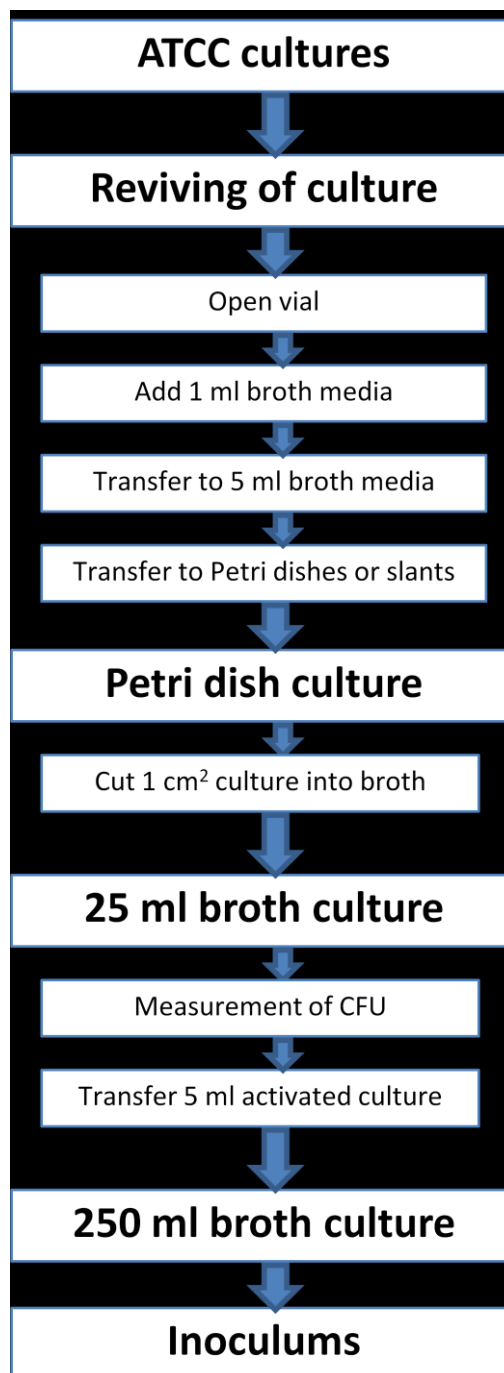 ATCC cultures
Reviving of culture
Open vial
Add 1 ml broth media
Transfer to 5 ml broth media
Transfer to Petri dishes or slants
Petri dish culture
Cut 1 cm² culture into broth
25 ml broth culture
Measurement of CFU
Transfer 5 ml activated culture
250 ml broth culture
Inoculums